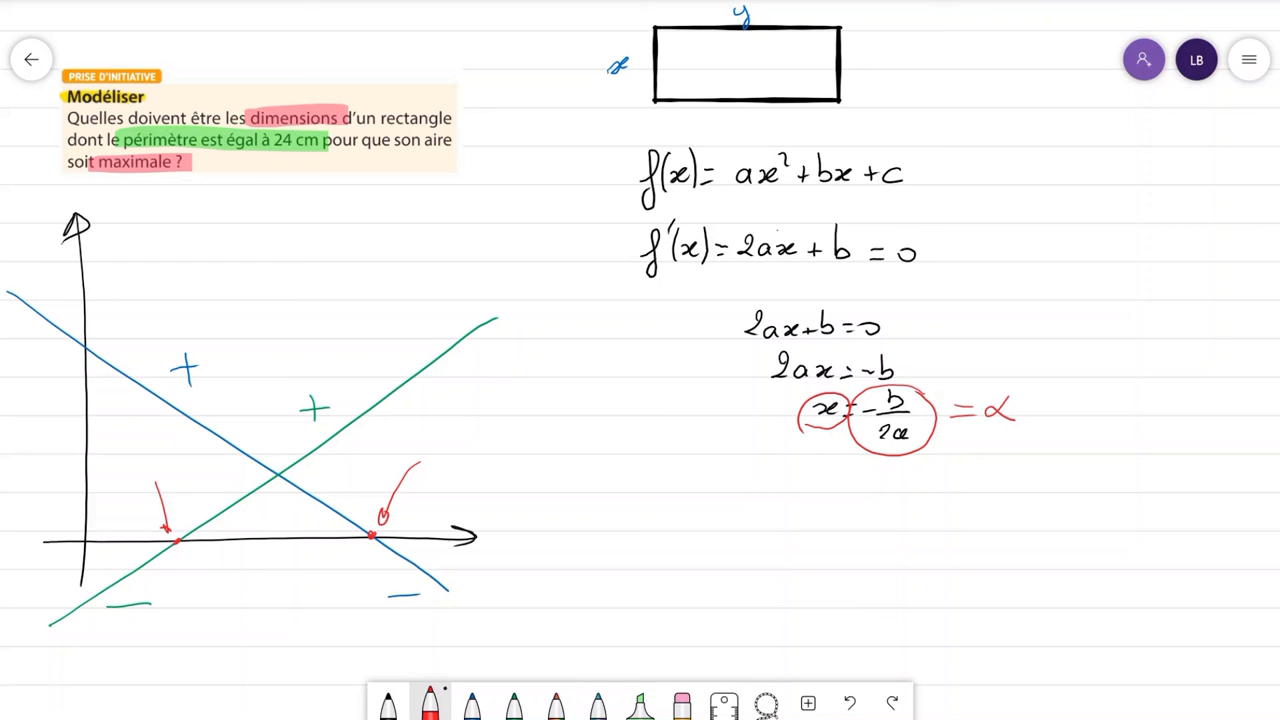 y
x
LB
PRISE D'INITIATIVE
Modéliser
Quelles doivent être les dimensions d'un rectangle
dont le périmètre est égal à 24 cm pour que son aire
soit maximale ?
f(x) = ax² + bx + c
f'(x) = 2ax + b = 0
2ax+b=0
2ax = -b
x = -b/2a = α
+
+
−
−